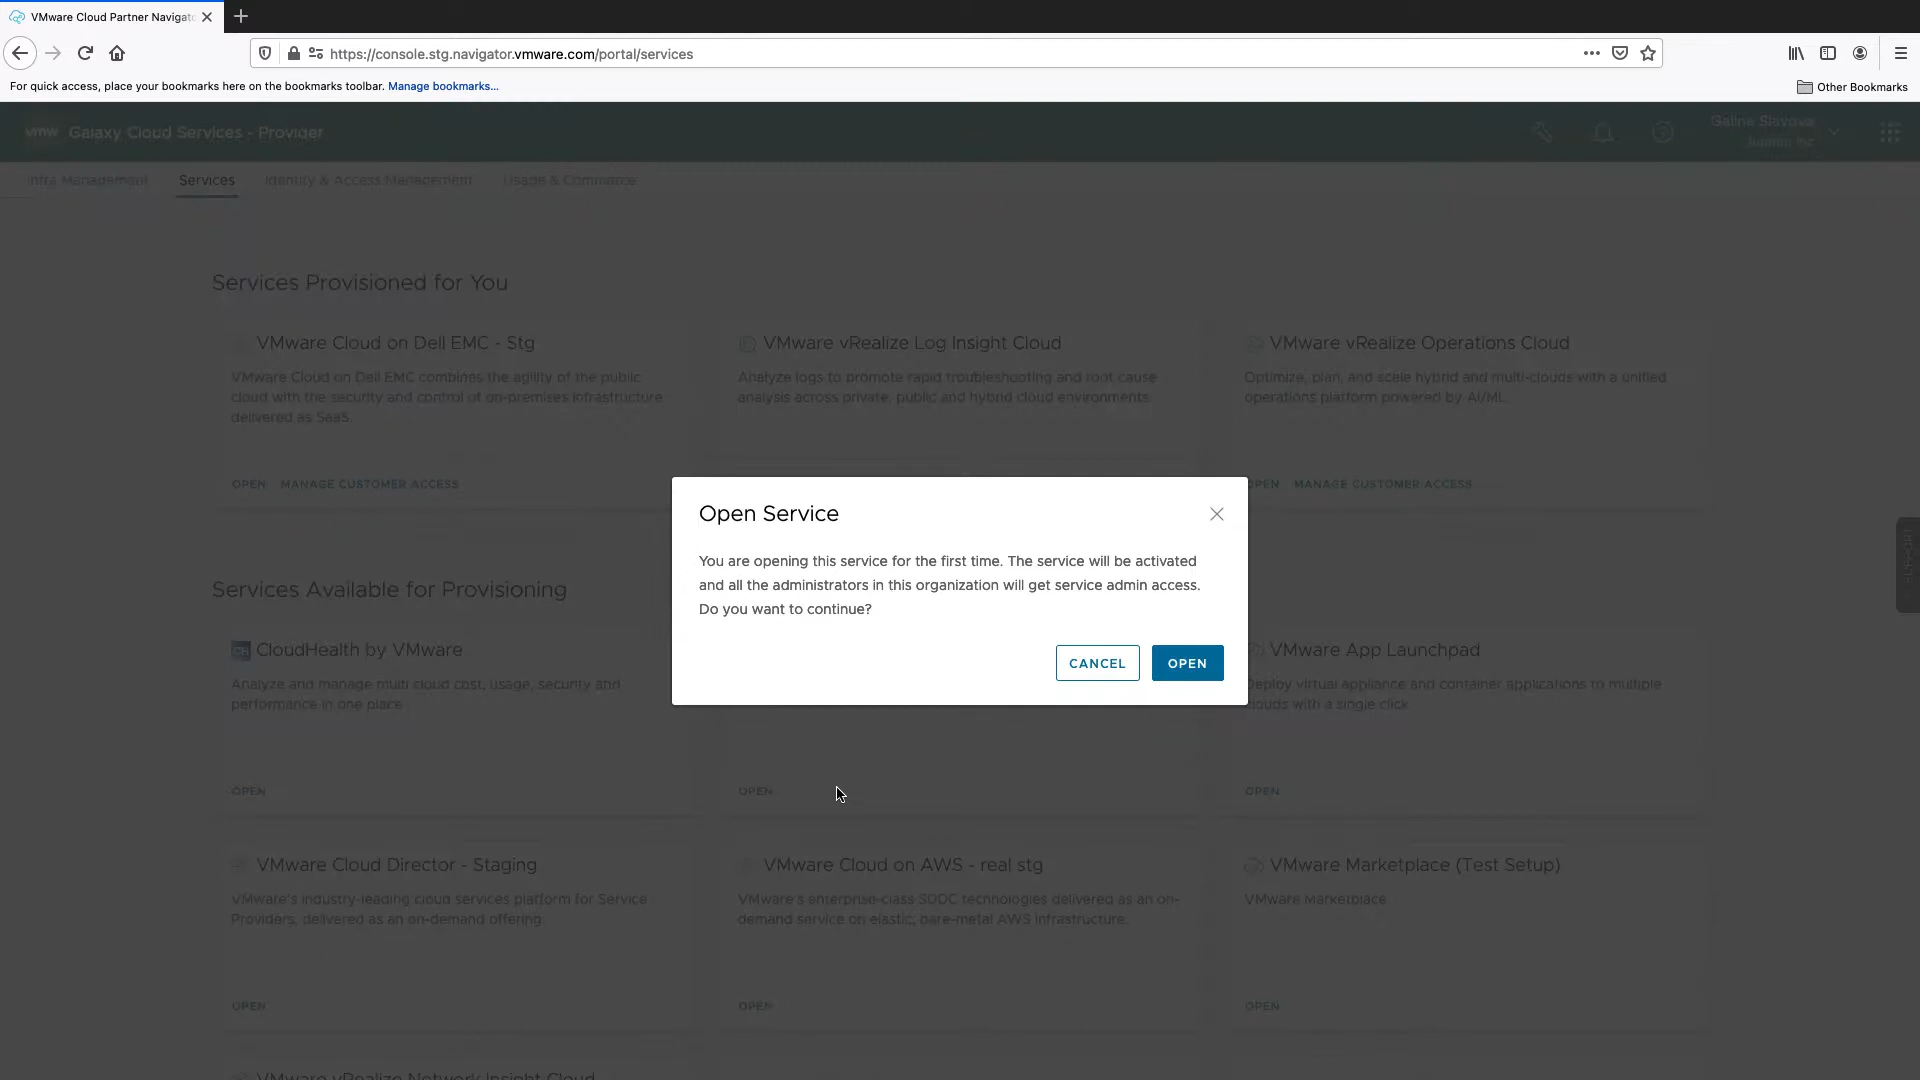 VMware Cloud Partner Navigato
https://console.stg.navigator.vmware.com/portal/services
For quick access, place your bookmarks here on the bookmarks toolbar. Manage bookmarks...
Other Bookmarks
vmw Galaxy Cloud Services - Provider
Galina Slavova
Infra Management Services Identity & Access Management Usage & Commerce
Services Provisioned for You
VMware Cloud on Dell EMC - Stg
VMware Cloud on Dell EMC combines the agility of the public
cloud with the security and control of on-premises infrastructure
delivered as SaaS.
OPEN MANAGE CUSTOMER ACCESS
VMware vRealize Log Insight Cloud
Analyze logs to promote rapid troubleshooting and root cause
analysis across private, public and hybrid cloud environments.
VMware vRealize Operations Cloud
Optimize, plan, and scale hybrid and multi-clouds with a unified
operations platform powered by AI/ML.
OPEN MANAGE CUSTOMER ACCESS
SUPPORT
Open Service
You are opening this service for the first time. The service will be activated
and all the administrators in this organization will get service admin access.
Do you want to continue?
CANCEL OPEN
Services Available for Provisioning
CH CloudHealth by VMware
Analyze and manage multi cloud cost, usage, security and
performance in one place
OPEN
OPEN
VMware App Launchpad
Deploy virtual appliance and container applications to multiple
clouds with a single click
OPEN
VMware Cloud Director - Staging
VMware's industry-leading cloud services platform for Service
Providers, delivered as an on-demand offering.
OPEN
VMware Cloud on AWS - real stg
VMware's enterprise-class SDDC technologies delivered as an on-
demand service on elastic, bare-metal AWS infrastructure.
OPEN
VMware Marketplace (Test Setup)
VMware Marketplace
OPEN
VMware vRealize Network Insight Cloud